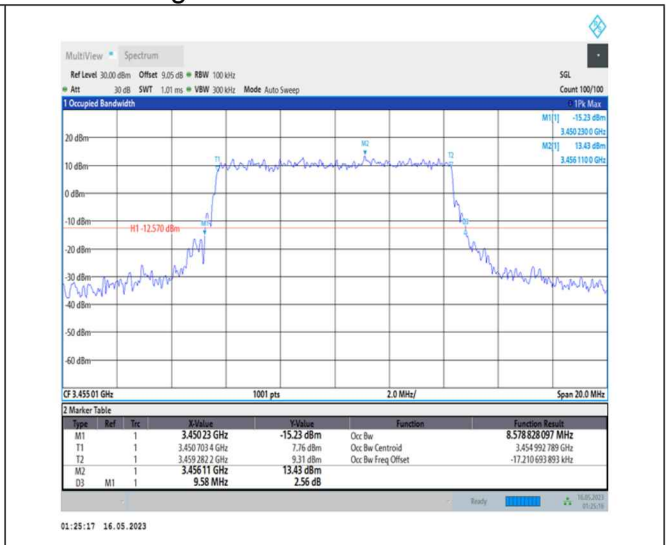 MultiView Spectrum
Ref Level 30.00 dBm Offset 9.05 dB RBW 100 kHz SGL
Att 30 dB SWT 1.01 ms VBW 300 kHz Mode Auto Sweep Count 100/100
1 Occupied Bandwidth 1Pk Max
M1[1] -15.23 dBm
3.450 230 0 GHz
M2[1] 13.43 dBm
3.456 110 0 GHz
20 dBm
M2
T1
T2
10 dBm
0 dBm
-10 dBm
M1
H1 -12.570 dBm
-20 dBm
-30 dBm
-40 dBm
-50 dBm
-60 dBm
CF 3.455 01 GHz 1001 pts 2.0 MHz/ Span 20.0 MHz
2 Marker Table
Type Ref Trc X-Value Y-Value Function Function Result
M1 1 3.450 23 GHz -15.23 dBm Occ Bw 8.578 828 097 MHz
T1 1 3.450 703 4 GHz 7.76 dBm Occ Bw Centroid 3.454 992 789 GHz
T2 1 3.459 282 2 GHz 9.31 dBm Occ Bw Freq Offset -17.210 693 893 kHz
M2 1 3.456 11 GHz 13.43 dBm
D3 M1 1 9.58 MHz 2.56 dB
Ready 16.05.2023
01:25:16
01:25:17 16.05.2023